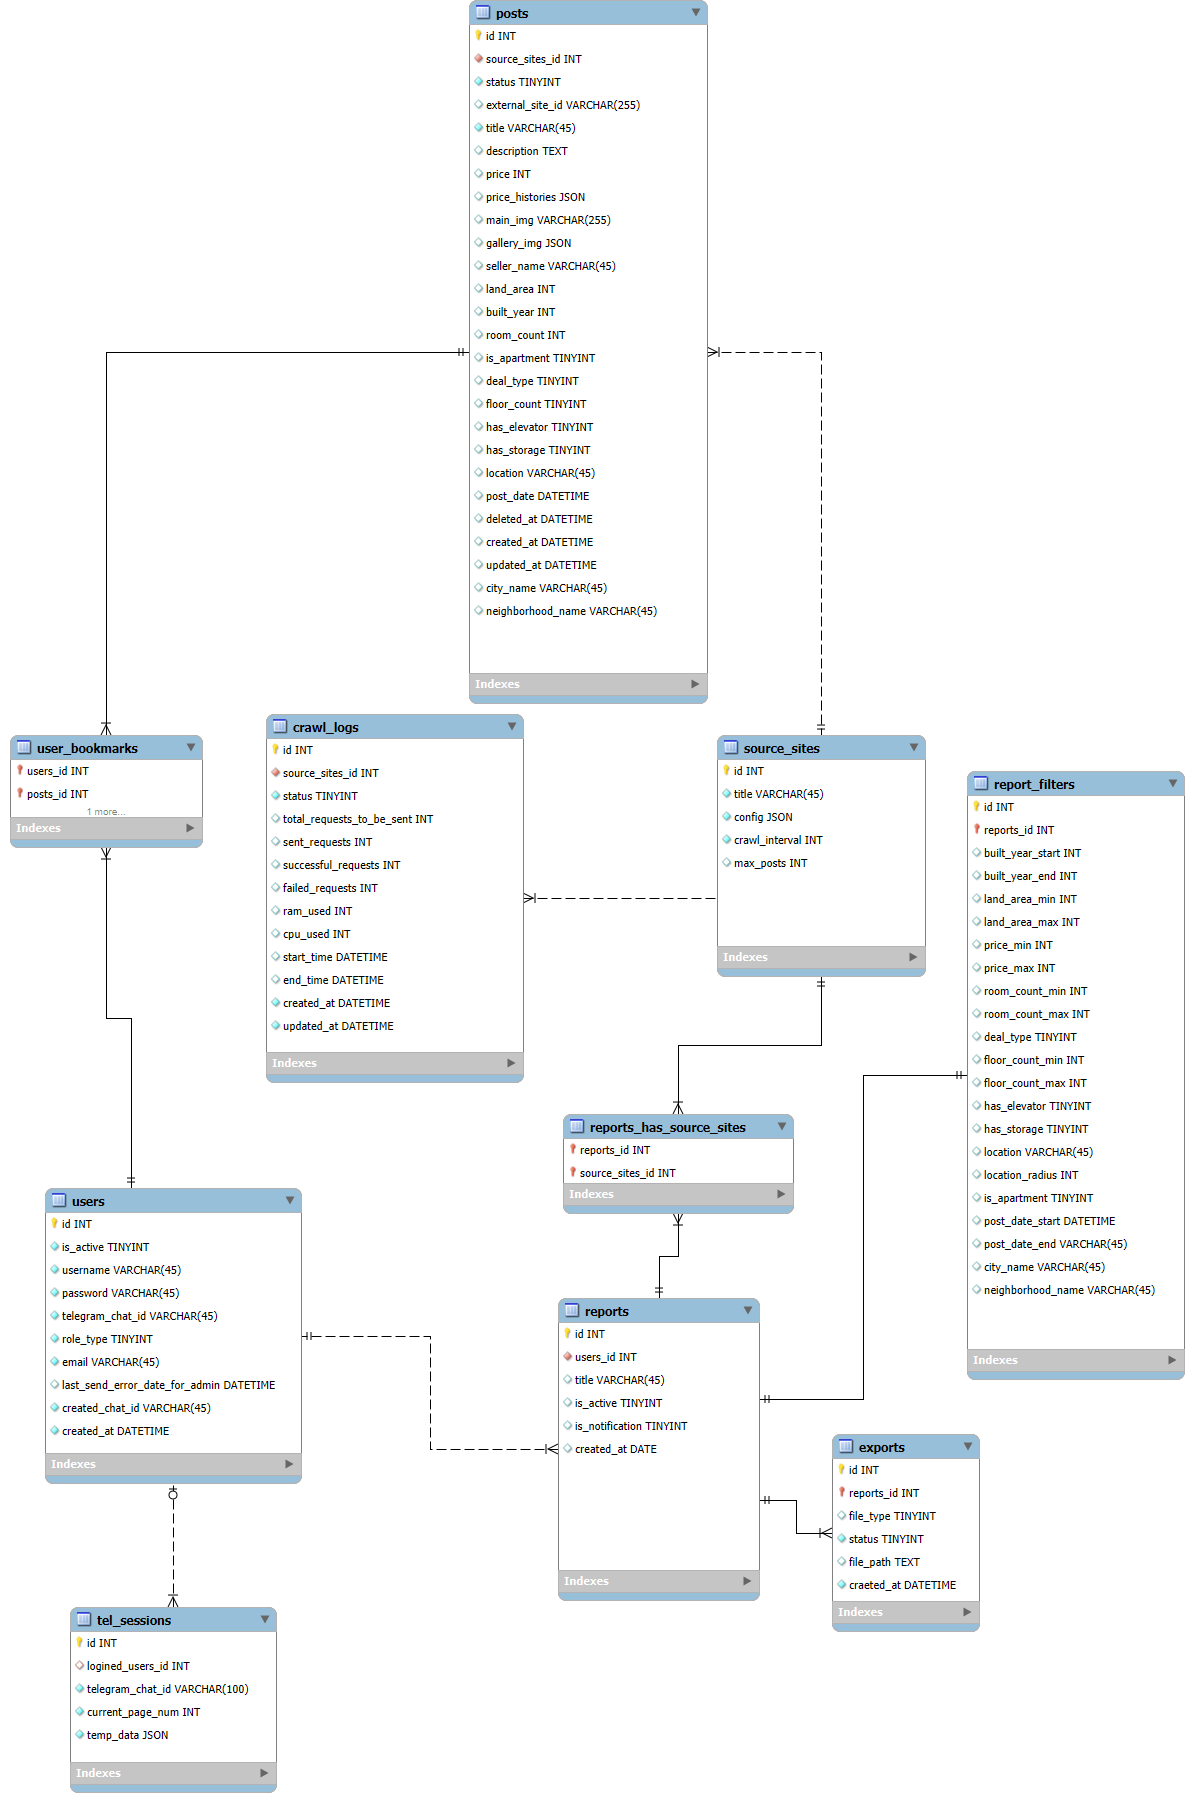 posts
id INT
source_sites_id INT
status TINYINT
external_site_id VARCHAR(255)
title VARCHAR(45)
description TEXT
price INT
price_histories JSON
main_img VARCHAR(255)
gallery_img JSON
seller_name VARCHAR(45)
land_area INT
built_year INT
room_count INT
is_apartment TINYINT
deal_type TINYINT
floor_count TINYINT
has_elevator TINYINT
has_storage TINYINT
location VARCHAR(45)
post_date DATETIME
deleted_at DATETIME
created_at DATETIME
updated_at DATETIME
city_name VARCHAR(45)
neighborhood_name VARCHAR(45)
Indexes
user_bookmarks
users_id INT
posts_id INT
1 more...
Indexes
crawl_logs
id INT
source_sites_id INT
status TINYINT
total_requests_to_be_sent INT
sent_requests INT
successful_requests INT
failed_requests INT
ram_used INT
cpu_used INT
start_time DATETIME
end_time DATETIME
created_at DATETIME
updated_at DATETIME
Indexes
source_sites
id INT
title VARCHAR(45)
config JSON
crawl_interval INT
max_posts INT
Indexes
report_filters
id INT
reports_id INT
built_year_start INT
built_year_end INT
land_area_min INT
land_area_max INT
price_min INT
price_max INT
room_count_min INT
room_count_max INT
deal_type TINYINT
floor_count_min INT
floor_count_max INT
has_elevator TINYINT
has_storage TINYINT
location VARCHAR(45)
location_radius INT
is_apartment TINYINT
post_date_start DATETIME
post_date_end VARCHAR(45)
city_name VARCHAR(45)
neighborhood_name VARCHAR(45)
Indexes
reports_has_source_sites
reports_id INT
source_sites_id INT
Indexes
users
id INT
is_active TINYINT
username VARCHAR(45)
password VARCHAR(45)
telegram_chat_id VARCHAR(45)
role_type TINYINT
email VARCHAR(45)
last_send_error_date_for_admin DATETIME
created_chat_id VARCHAR(45)
created_at DATETIME
Indexes
reports
id INT
users_id INT
title VARCHAR(45)
is_active TINYINT
is_notification TINYINT
created_at DATE
Indexes
exports
id INT
reports_id INT
file_type TINYINT
status TINYINT
file_path TEXT
craeted_at DATETIME
Indexes
tel_sessions
id INT
logined_users_id INT
telegram_chat_id VARCHAR(100)
current_page_num INT
temp_data JSON
Indexes